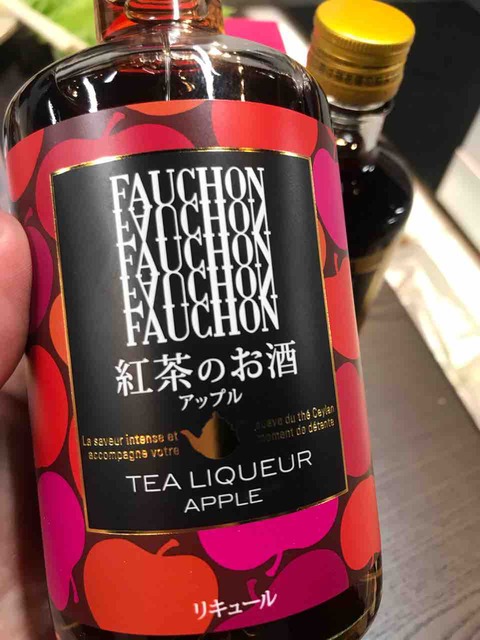 FAUCHON
FAUCHON
FAUCHON
FAUCHON
FAUCHON
紅茶のお酒
アップル
La saveur intense et suave du thé Ceylan
accompagne votre moment de détente
TEA LIQUEUR
APPLE
リキュール